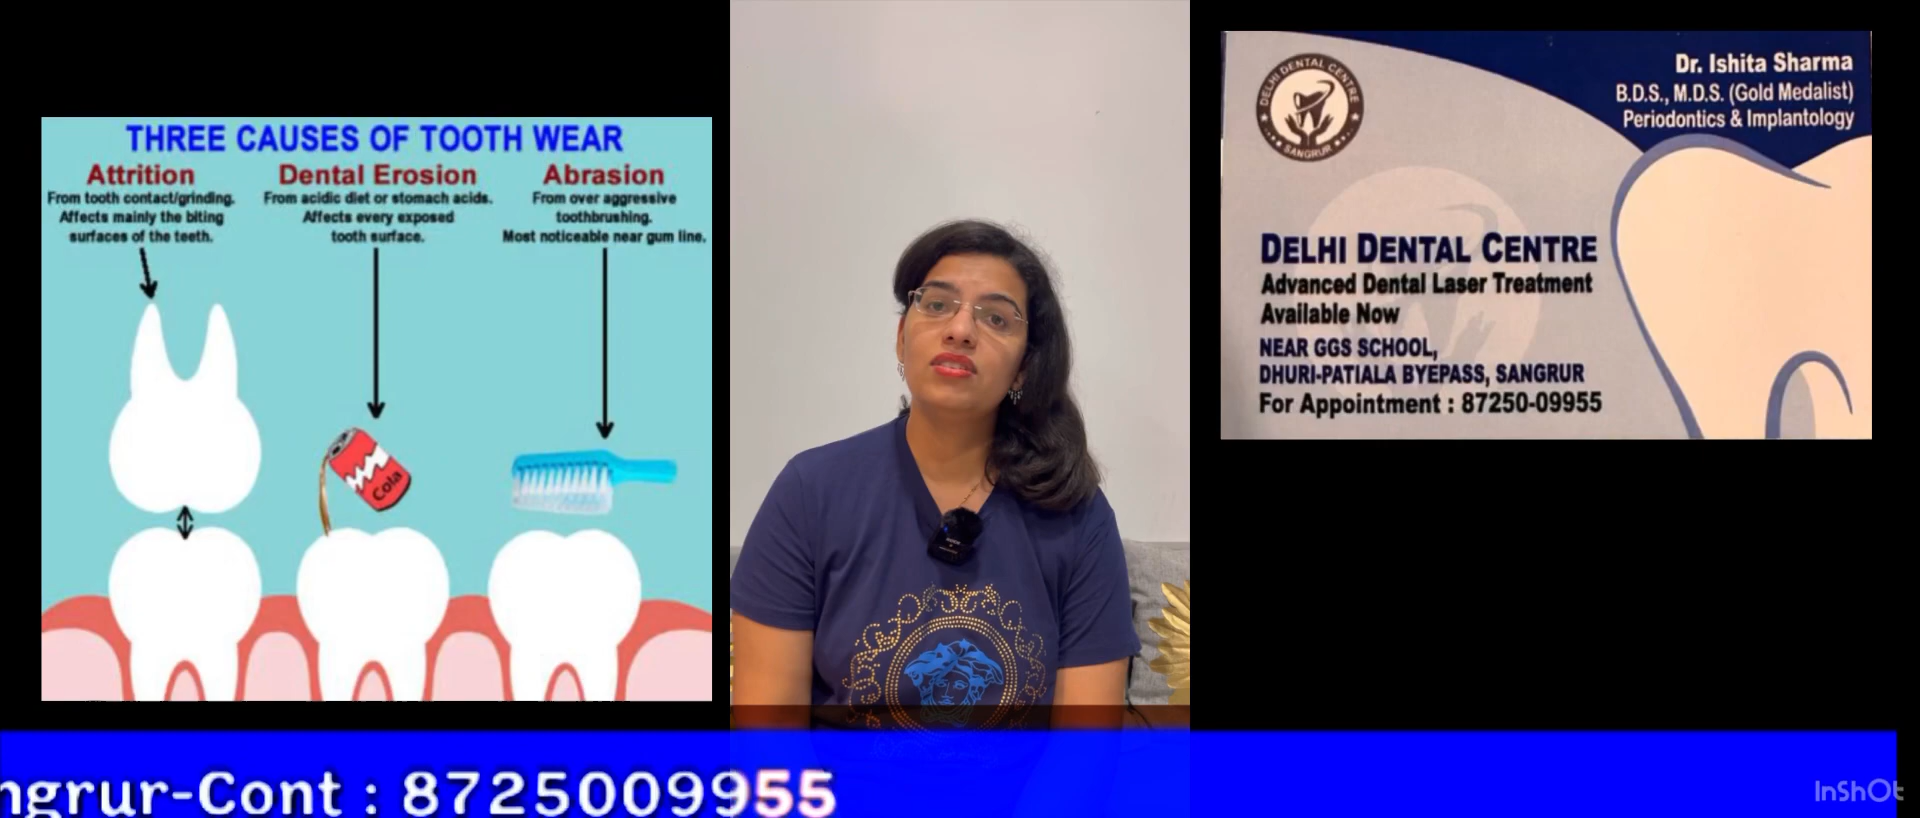 THREE CAUSES OF TOOTH WEAR
Attrition
From tooth contact/grinding.
Affects mainly the biting
surfaces of the teeth.
Dental Erosion
From acidic diet or stomach acids.
Affects every exposed
tooth surface.
Abrasion
From over aggressive
toothbrushing.
Most noticeable near gum line.
Cola
DELHI DENTAL CENTRE
SANGRUR
Dr. Ishita Sharma
B.D.S., M.D.S. (Gold Medalist)
Periodontics & Implantology
DELHI DENTAL CENTRE
Advanced Dental Laser Treatment
Available Now
NEAR GGS SCHOOL,
DHURI-PATIALA BYEPASS, SANGRUR
For Appointment : 87250-09955
ngrur-Cont : 8725009955
InShOt